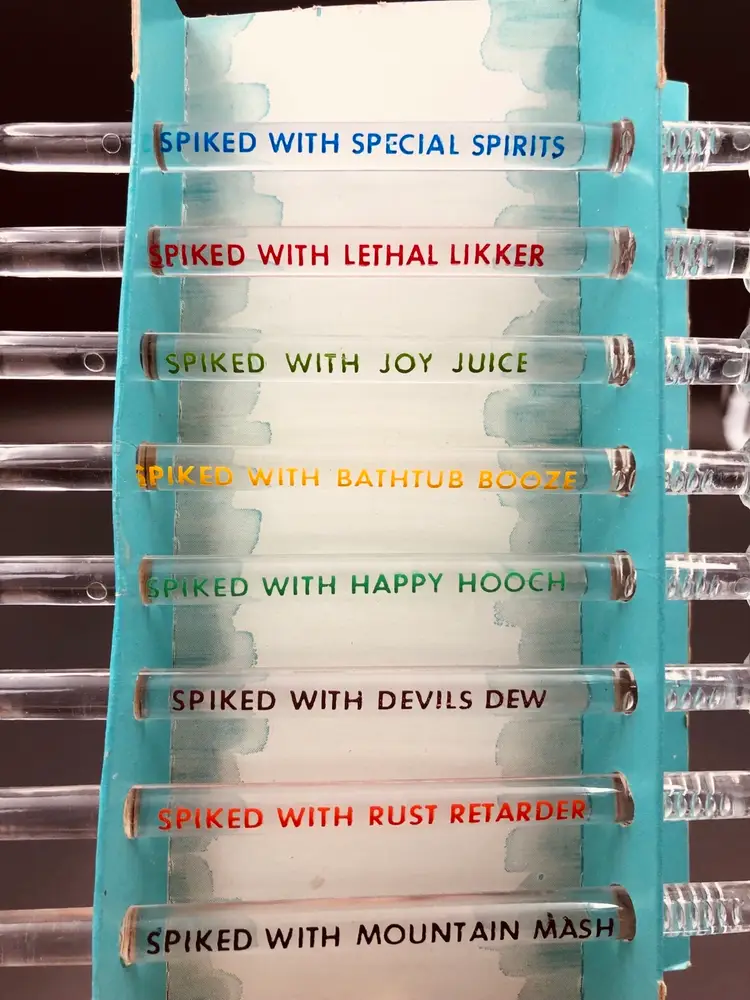 SPIKED WITH SPECIAL SPIRITS
SPIKED WITH LETHAL LIKKER
SPIKED WITH JOY JUICE
SPIKED WITH BATHTUB BOOZE
SPIKED WITH HAPPY HOOCH
SPIKED WITH DEVILS DEW
SPIKED WITH RUST RETARDER
SPIKED WITH MOUNTAIN MASH